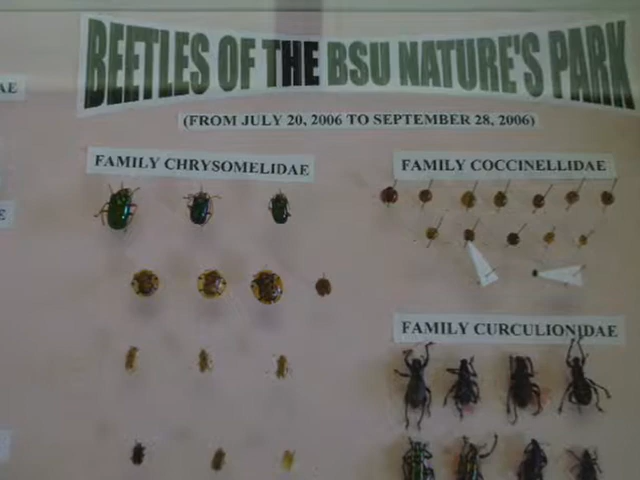 BEETLES OF THE BSU NATURE'S PARK
AE
(FROM JULY 20, 2006 TO SEPTEMBER 28, 2006)
FAMILY CHRYSOMELIDAE
FAMILY COCCINELLIDAE
E
FAMILY CURCULIONIDAE